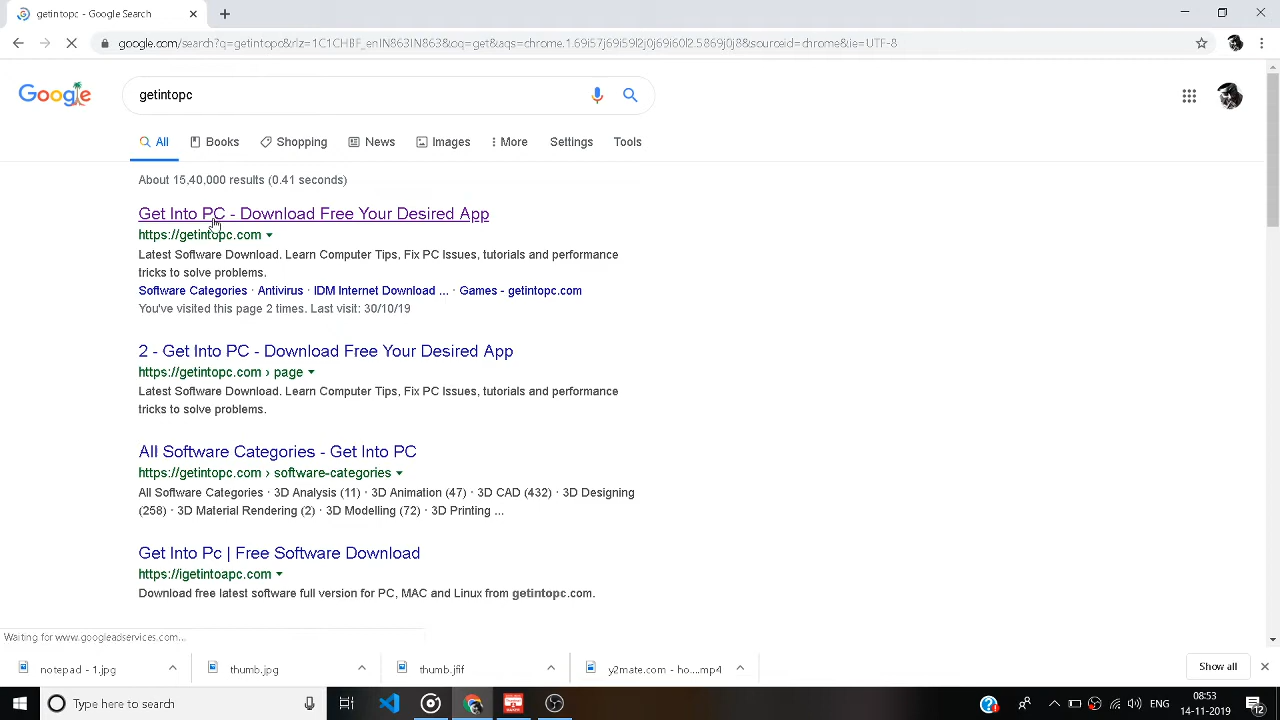 getintopc - Google Search
google.com/search?q=getintopc&rlz=1C1CHBF_enIN863IN863&oq=get&aqs=chrome.1.69i57j69i59l2j0j69i60l2.5869j0j8&sourceid=chrome&ie=UTF-8
Google
getintopc
All Books Shopping News Images More Settings Tools
About 15,40,000 results (0.41 seconds)
Get Into PC - Download Free Your Desired App
https://getintopc.com
Latest Software Download. Learn Computer Tips, Fix PC Issues, tutorials and performance
tricks to solve problems.
Software Categories · Antivirus · IDM Internet Download ... · Games - getintopc.com
You've visited this page 2 times. Last visit: 30/10/19
2 - Get Into PC - Download Free Your Desired App
https://getintopc.com › page
Latest Software Download. Learn Computer Tips, Fix PC Issues, tutorials and performance
tricks to solve problems.
All Software Categories - Get Into PC
https://getintopc.com › software-categories
All Software Categories · 3D Analysis (11) · 3D Animation (47) · 3D CAD (432) · 3D Designing
(258) · 3D Material Rendering (2) · 3D Modelling (72) · 3D Printing ...
Get Into Pc | Free Software Download
https://igetintoapc.com
Download free latest software full version for PC, MAC and Linux from getintopc.com.
Waiting for www.googleadservices.com...
notepad - 1.jpg thumb.jpg thumb.jfif y2mate.com - ho....mp4 Show all
Type here to search ENG 08:53
14-11-2019 2